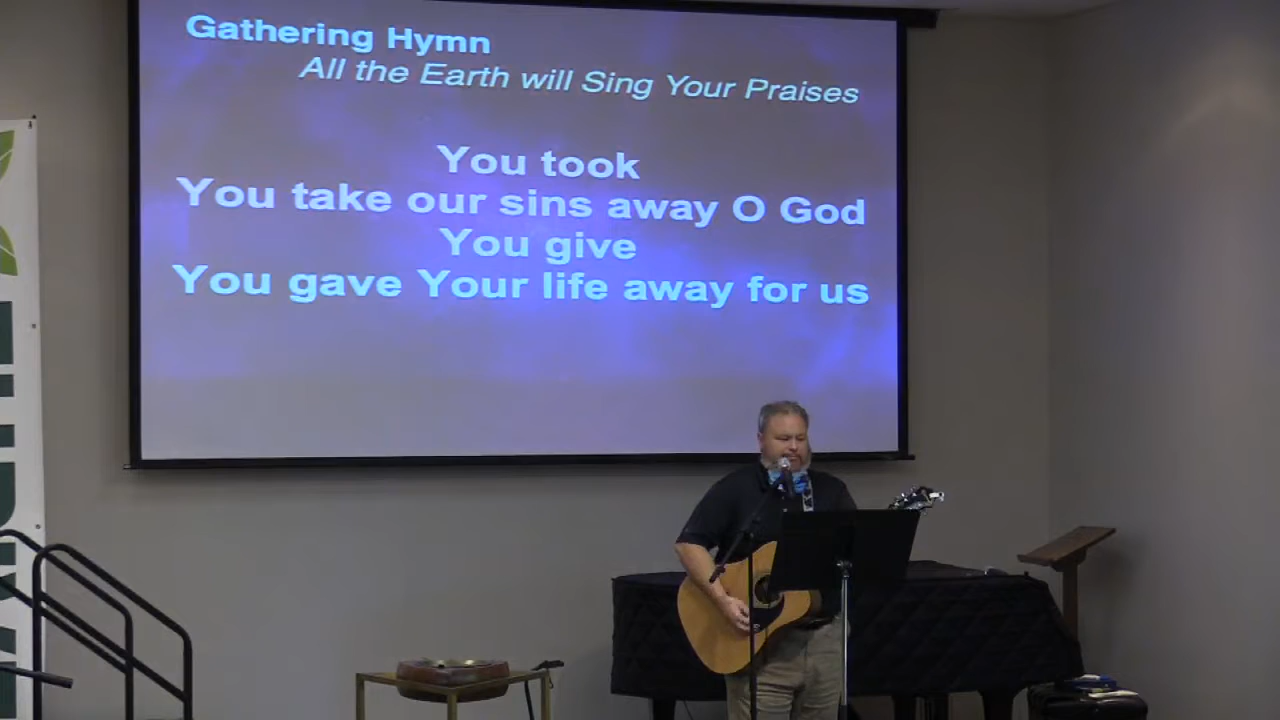 Gathering Hymn
All the Earth will Sing Your Praises
You took
You take our sins away O God
You give
You gave Your life away for us